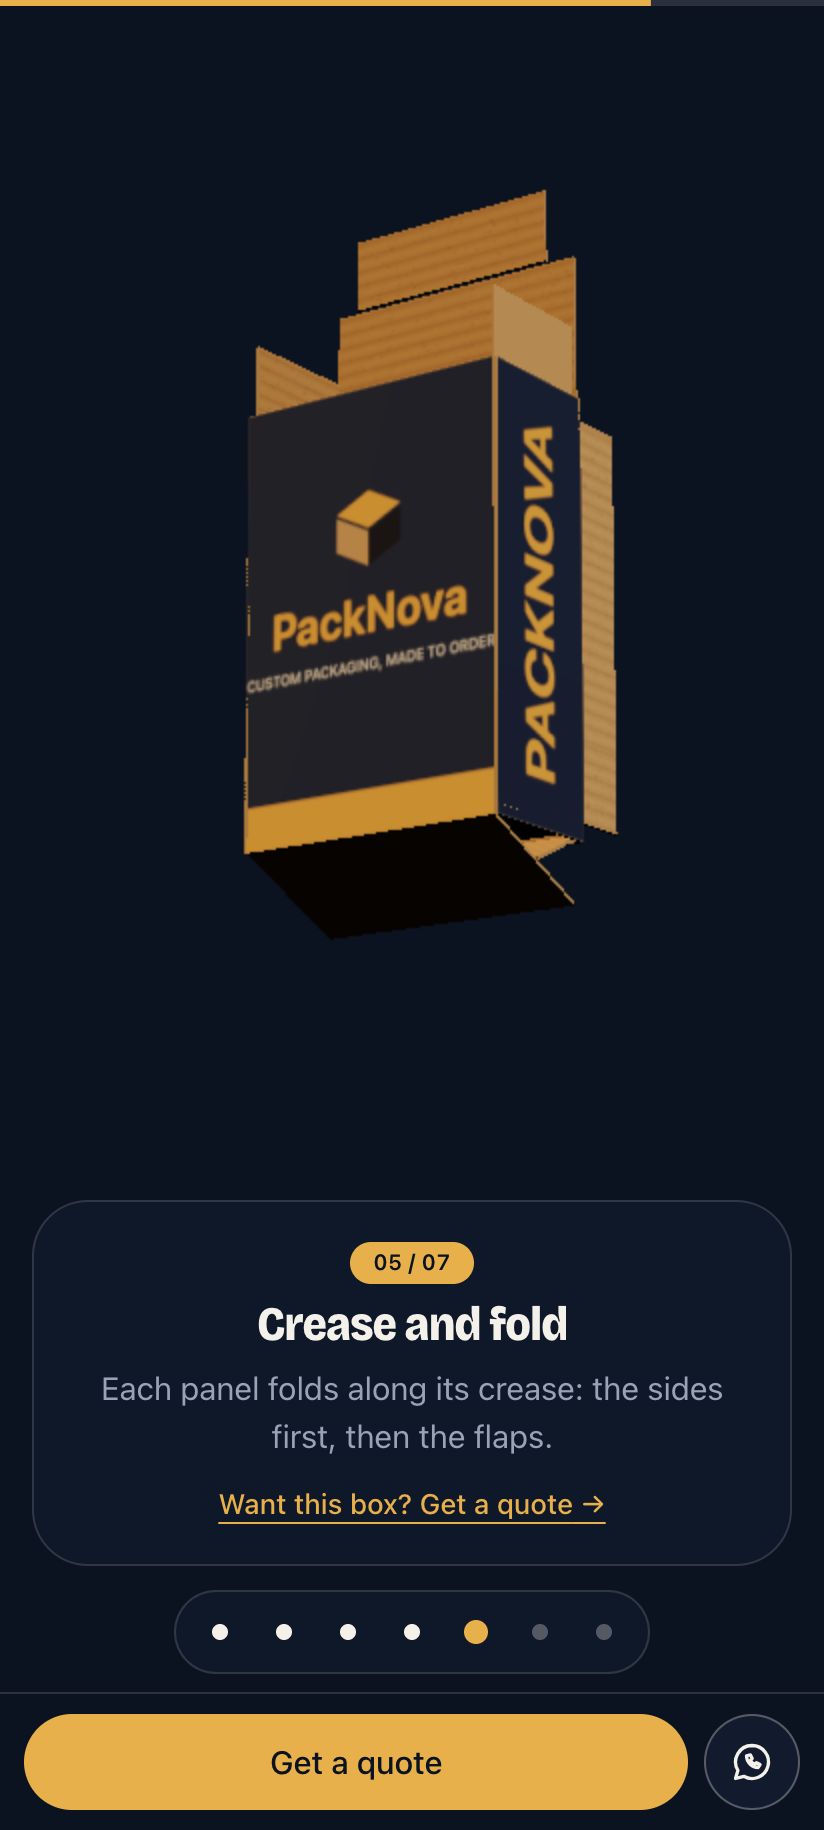 PackNova
CUSTOM PACKAGING, MADE TO ORDER
PACKNOVA
05 / 07
Crease and fold
Each panel folds along its crease: the sides
first, then the flaps.
Want this box? Get a quote →
Get a quote